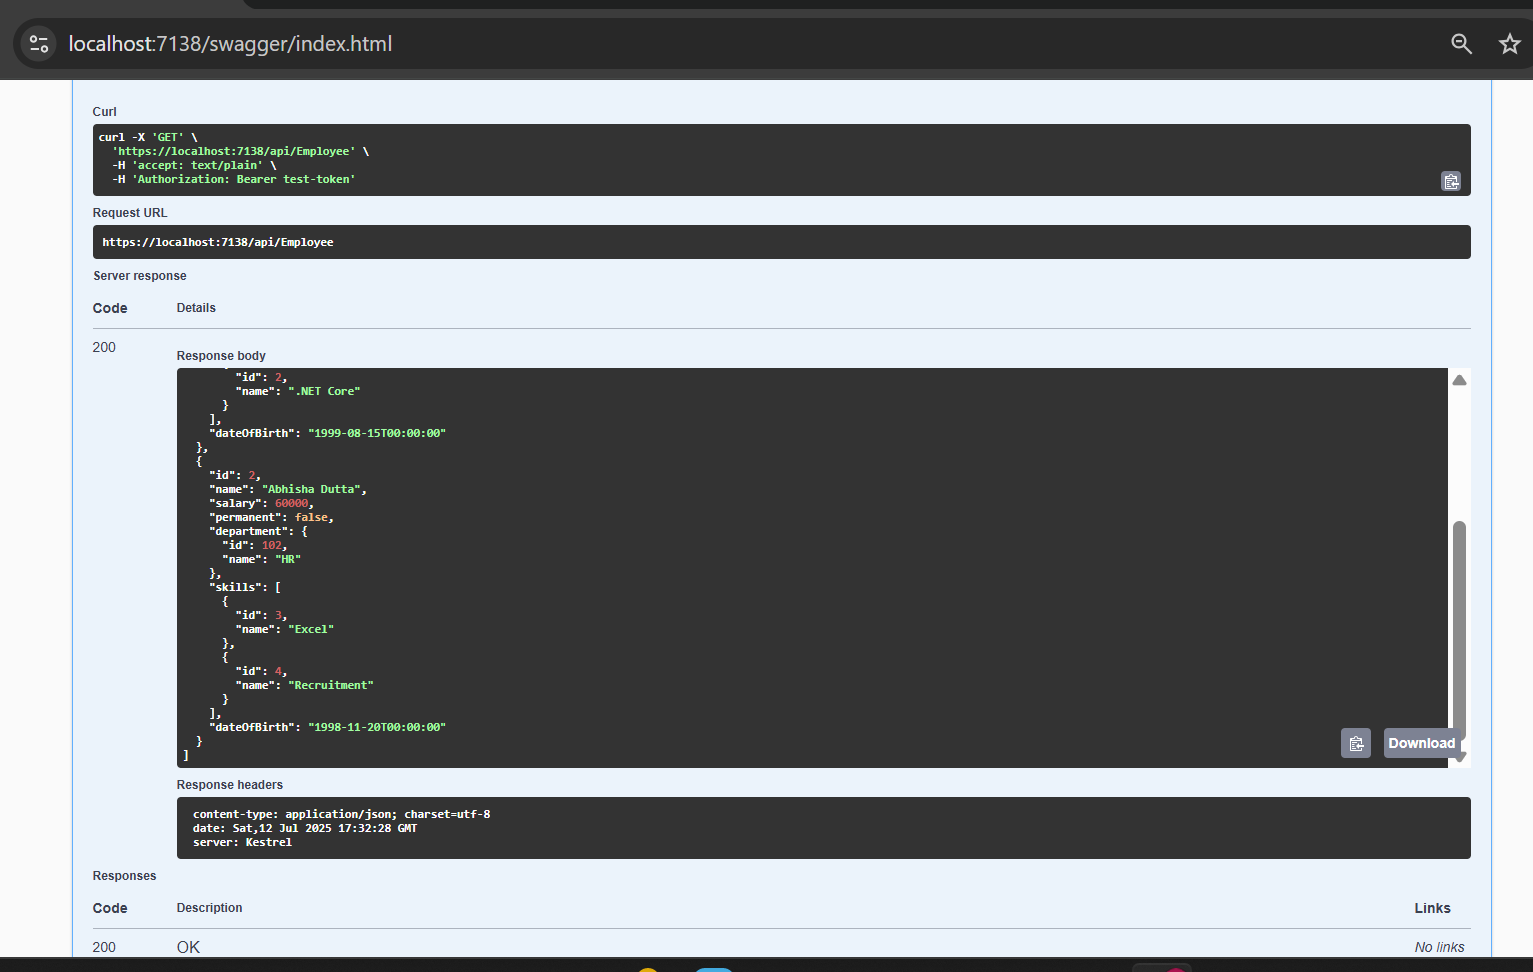 localhost:7138/swagger/index.html
Curl
curl -X 'GET' \
'https://localhost:7138/api/Employee' \
-H 'accept: text/plain' \
-H 'Authorization: Bearer test-token'
Request URL
https://localhost:7138/api/Employee
Server response
Code Details
200
Response body
"id": 2,
"name": ".NET Core"
}
],
"dateOfBirth": "1999-08-15T00:00:00"
},
{
"id": 2,
"name": "Abhisha Dutta",
"salary": 60000,
"permanent": false,
"department": {
"id": 102,
"name": "HR"
},
"skills": [
{
"id": 3,
"name": "Excel"
},
{
"id": 4,
"name": "Recruitment"
}
],
"dateOfBirth": "1998-11-20T00:00:00"
}
]
Download
Response headers
content-type: application/json; charset=utf-8
date: Sat,12 Jul 2025 17:32:28 GMT
server: Kestrel
Responses
Code Description Links
200 OK No links